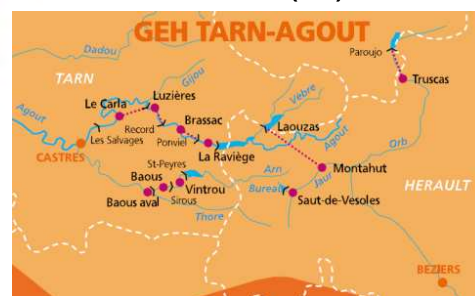 GEH TARN-AGOUT
Dadou
Paroujo
Truscas
TARN
Gijou
Luzières
Le Carla
Vèbre
Agout
Brassac
Record
Laouzas
Les Salvages
Ponviel
Agout
Orb
CASTRES
La Raviège
St-Peyres
Arn
Montahut
Baous
Vintrou
Jaur
Bureau
HERAULT
Baous aval
Sirous
Saut-de-Vesoles
Thore
BEZIERS